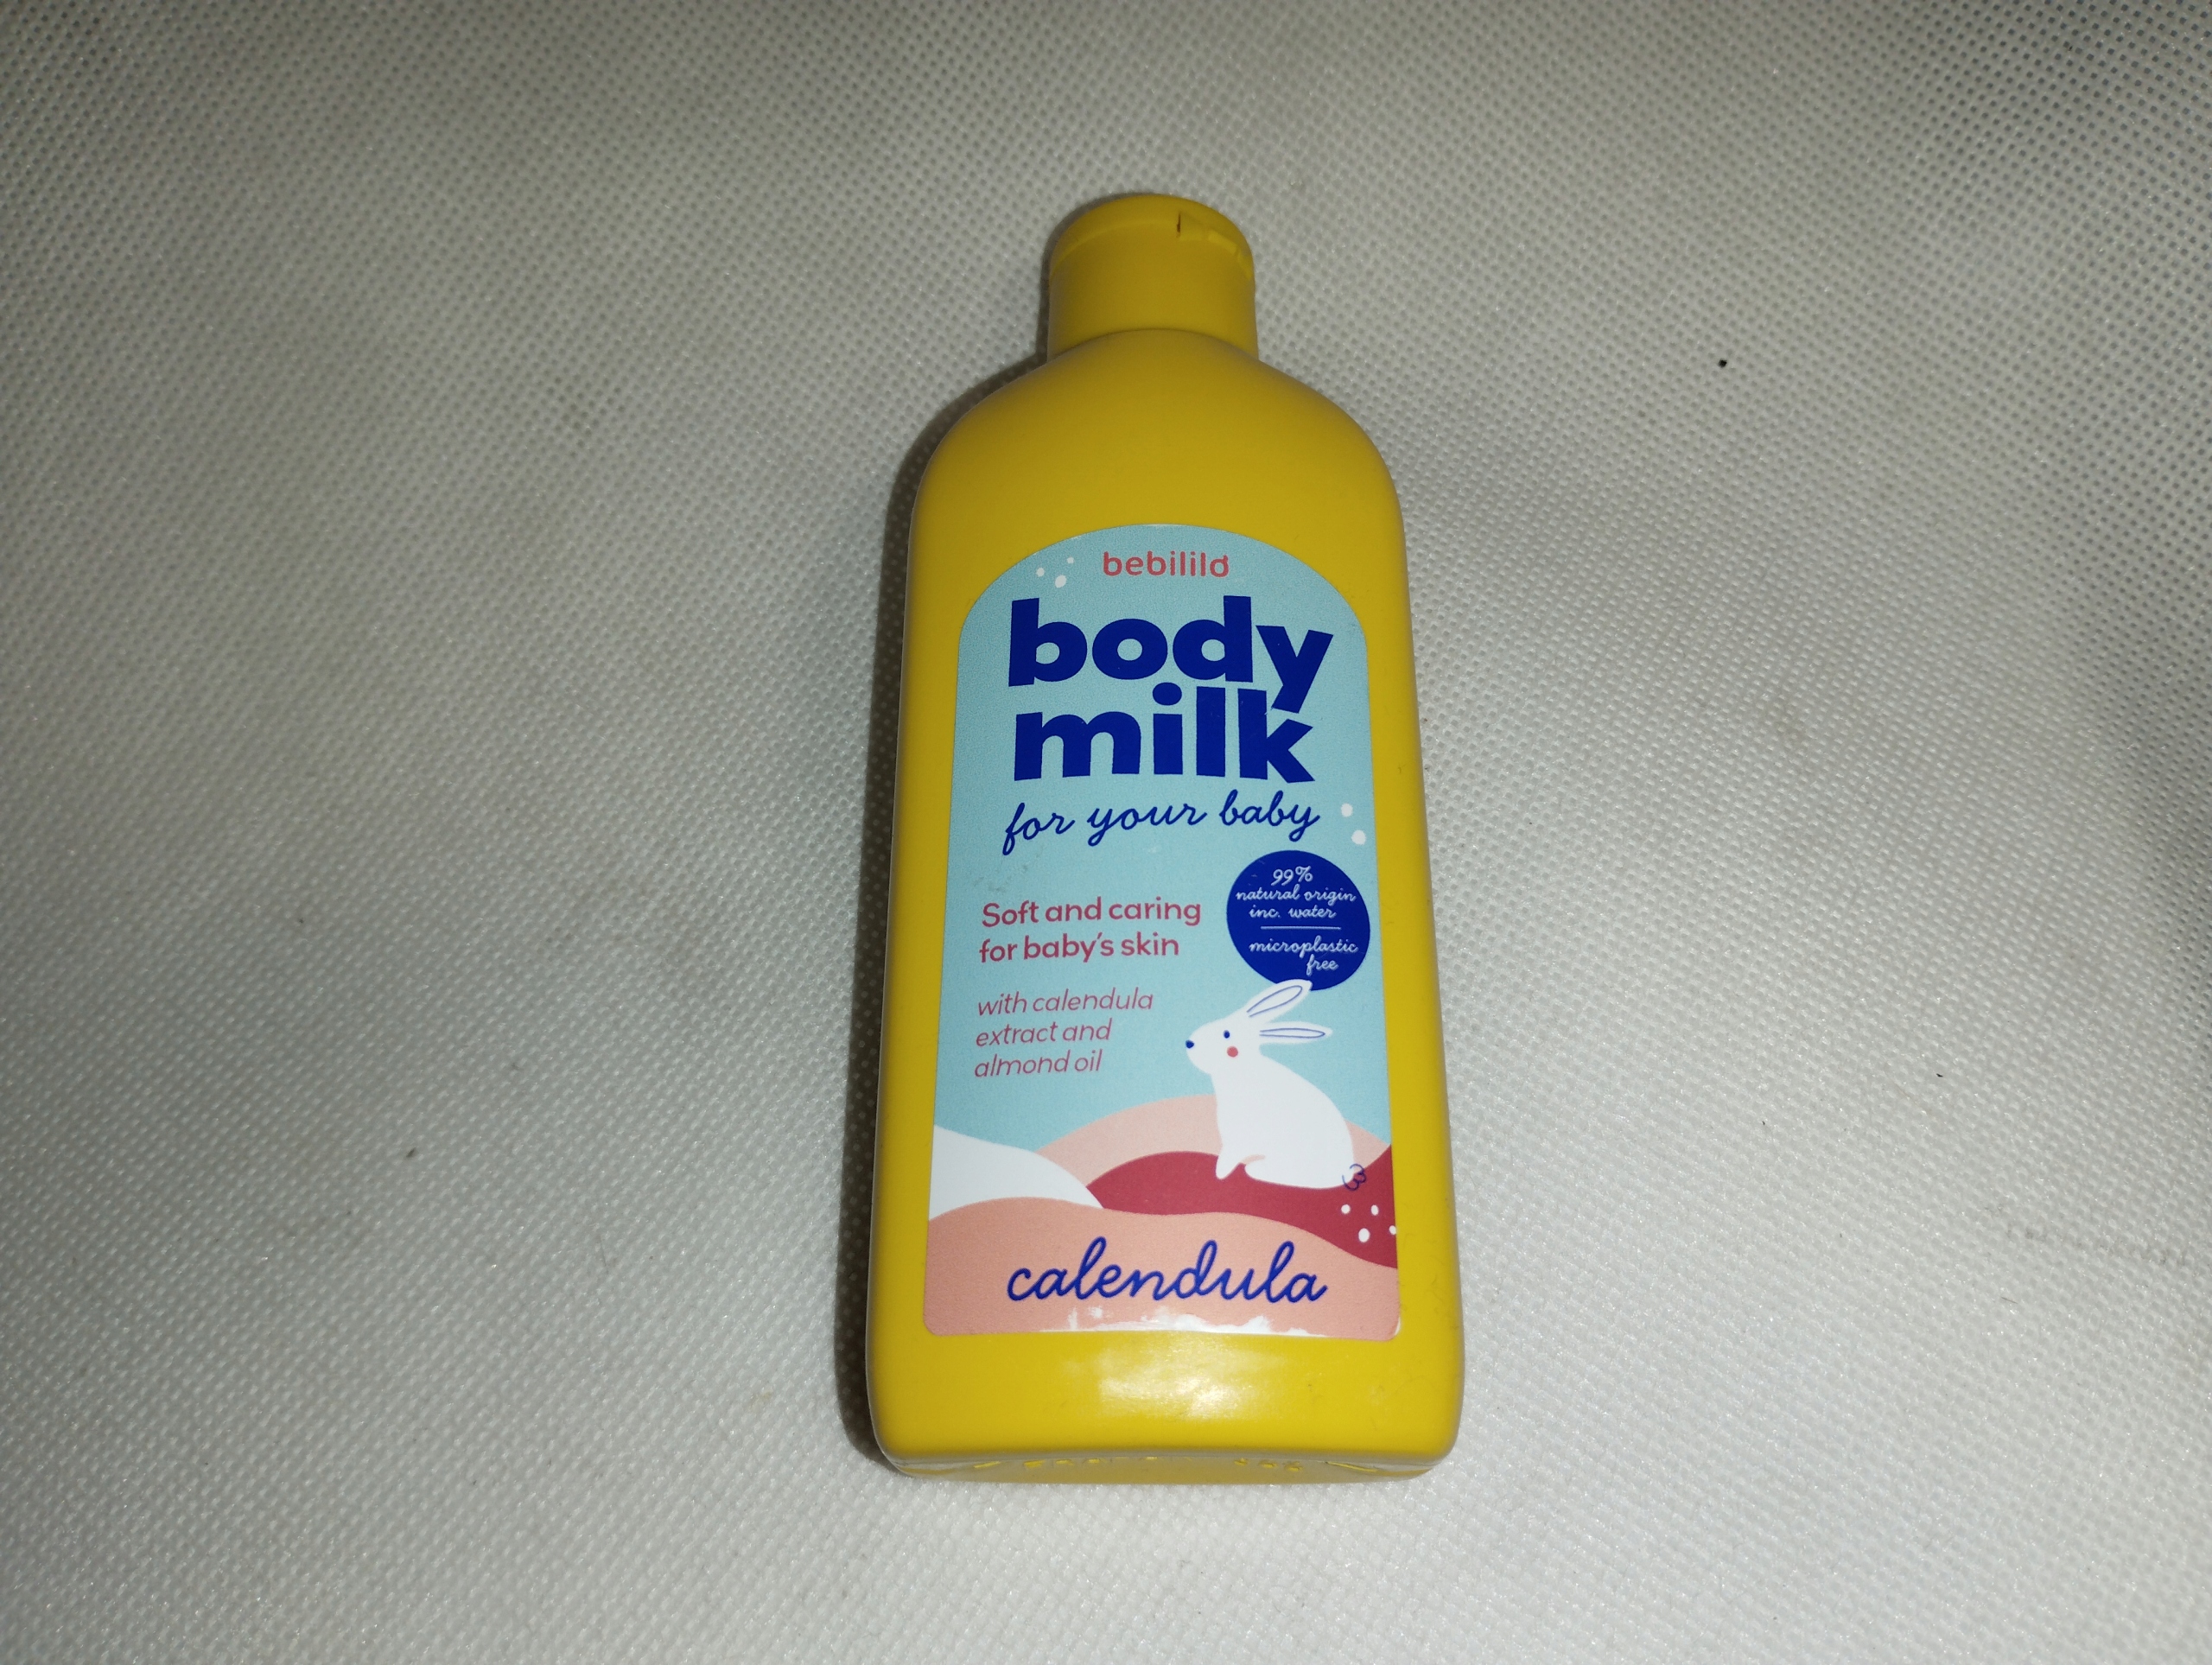 bebililo
body
milk
for your baby
99%
natural origin
inc. water
microplastic
free
Soft and caring
for baby's skin
with calendula
extract and
almond oil
calendula